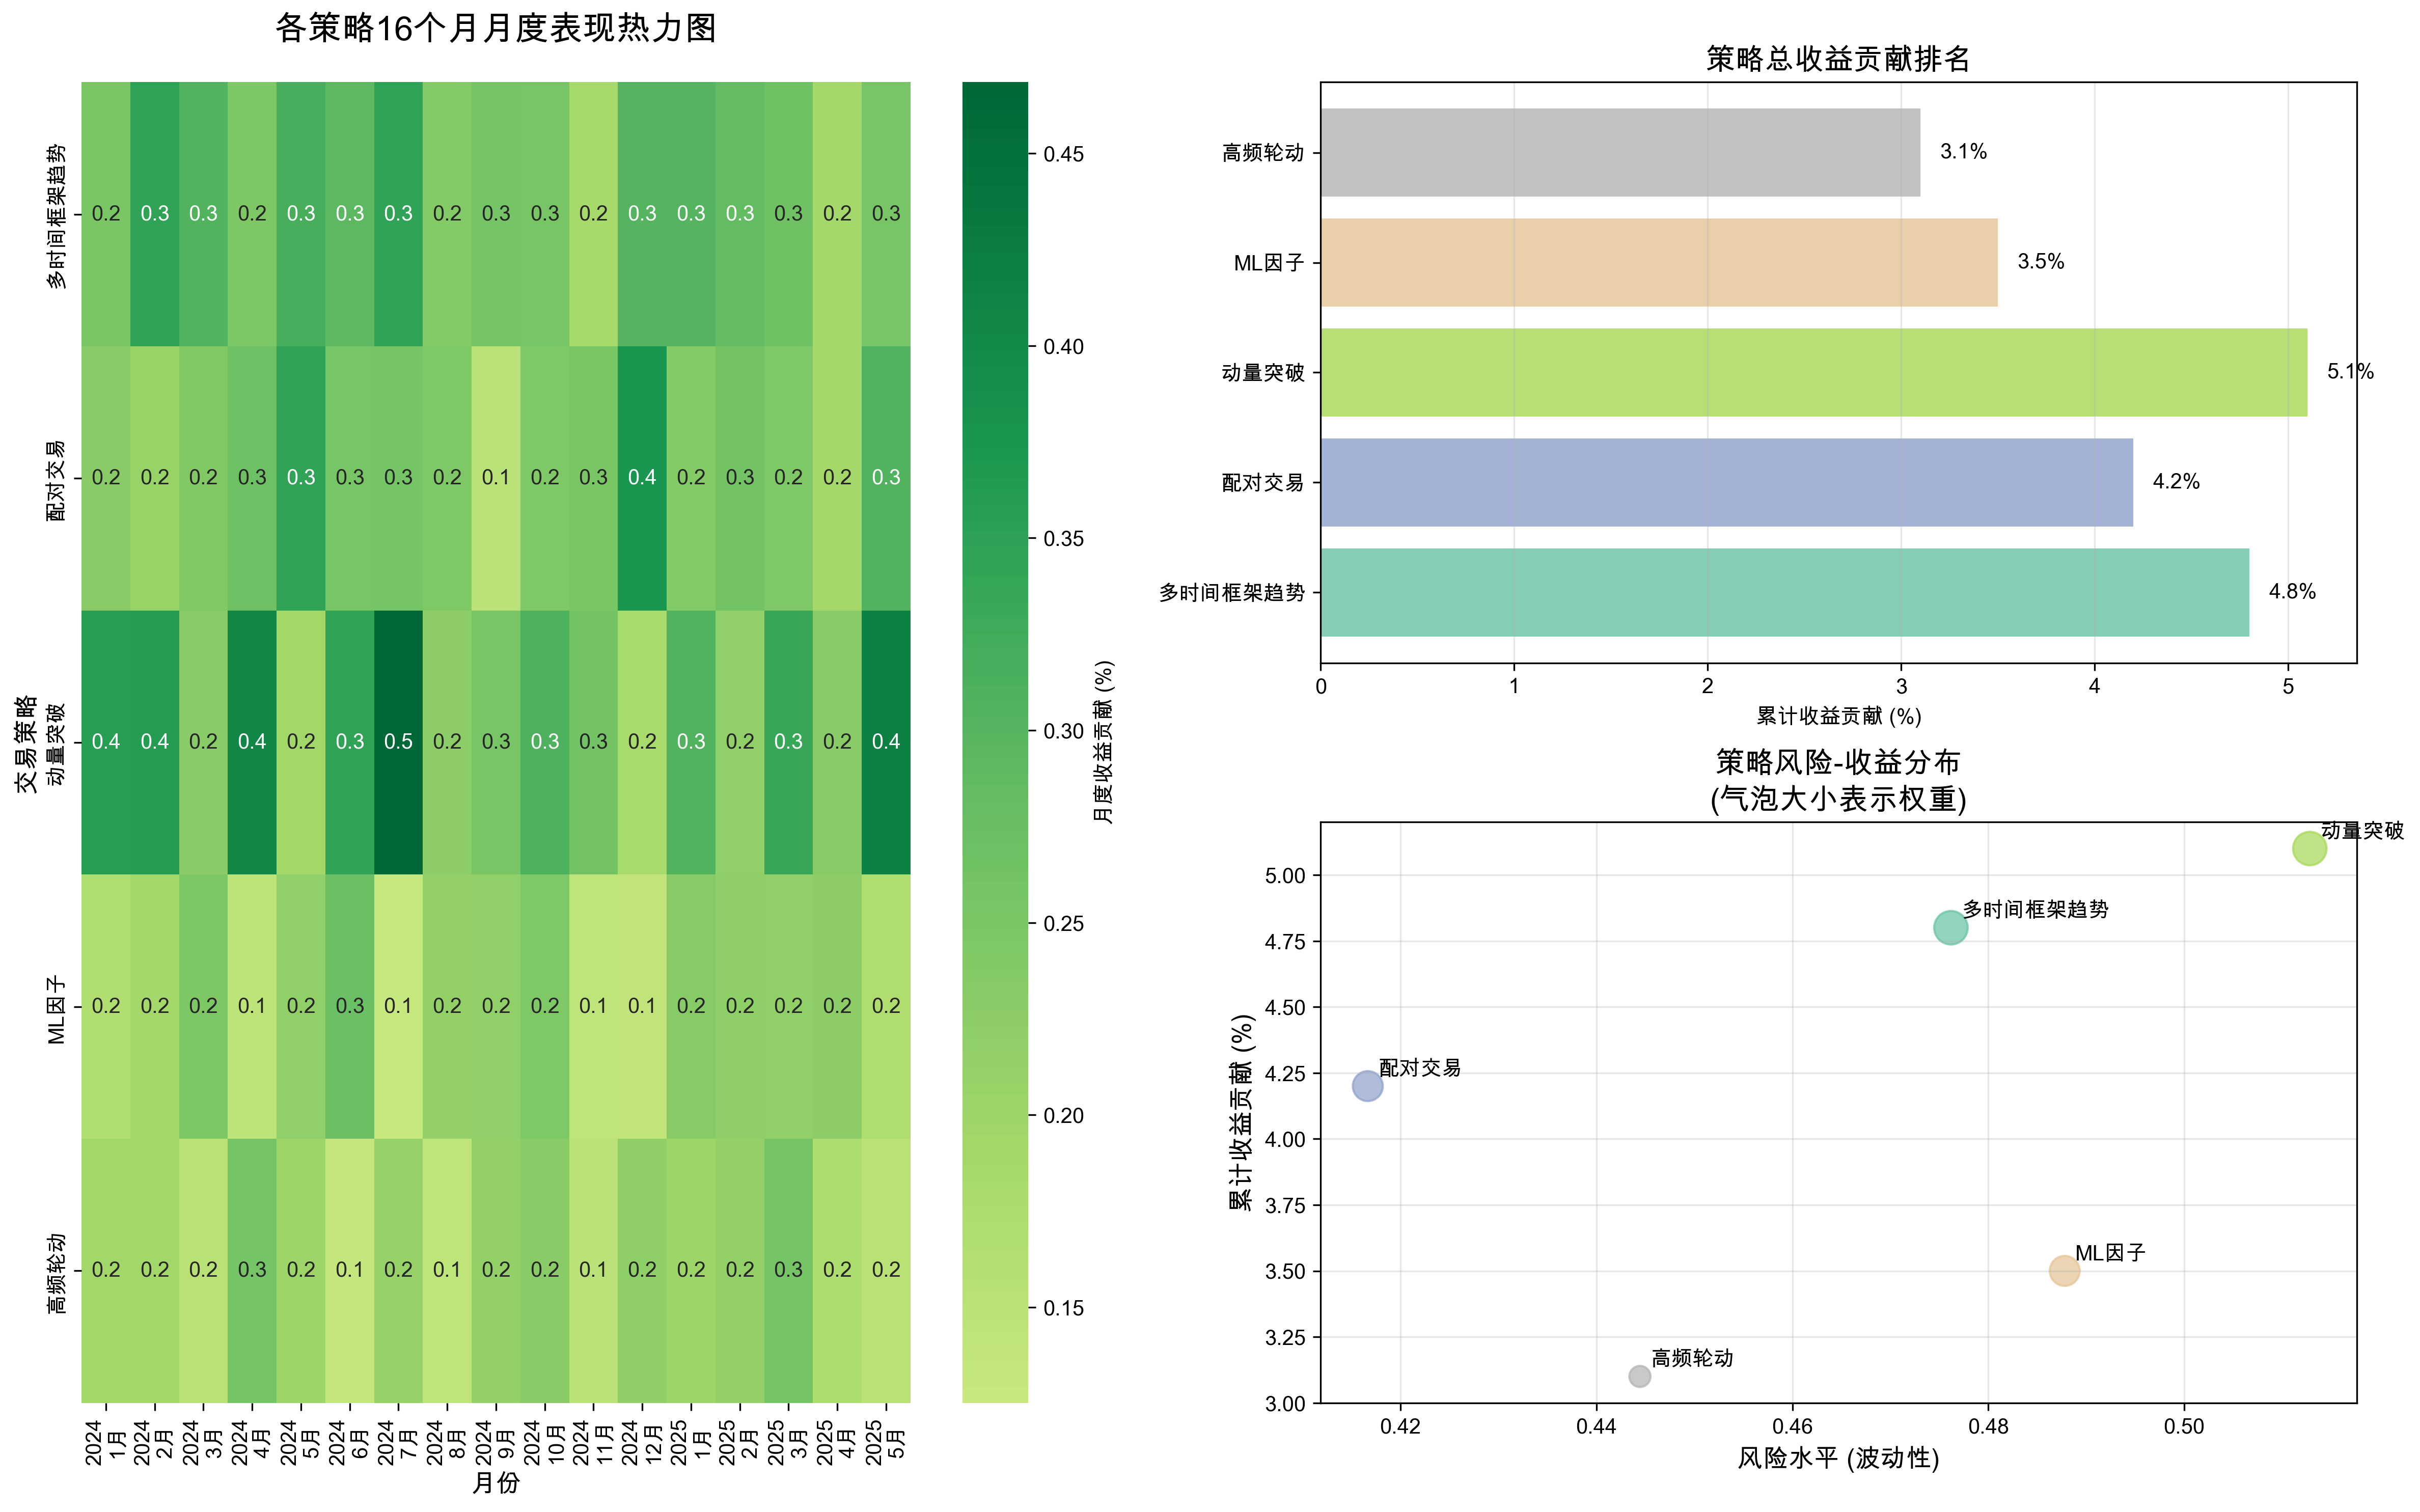 各策略16个月月度表现热力图
交易策略
多时间框架趋势
0.2 0.3 0.3 0.2 0.3 0.3 0.3 0.2 0.3 0.3 0.2 0.3 0.3 0.3 0.3 0.2 0.3
配对交易
0.2 0.2 0.2 0.3 0.3 0.3 0.3 0.2 0.1 0.2 0.3 0.4 0.2 0.3 0.2 0.2 0.3
动量突破
0.4 0.4 0.2 0.4 0.2 0.3 0.5 0.2 0.3 0.3 0.3 0.2 0.3 0.2 0.3 0.2 0.4
ML因子
0.2 0.2 0.2 0.1 0.2 0.3 0.1 0.2 0.2 0.2 0.1 0.1 0.2 0.2 0.2 0.2 0.2
高频轮动
0.2 0.2 0.2 0.3 0.2 0.1 0.2 0.1 0.2 0.2 0.1 0.2 0.2 0.2 0.3 0.2 0.2
2024
1月
2024
2月
2024
3月
2024
4月
2024
5月
2024
6月
2024
7月
2024
8月
2024
9月
2024
10月
2024
11月
2024
12月
2025
1月
2025
2月
2025
3月
2025
4月
2025
5月
月份
0.45
0.40
0.35
0.30
0.25
0.20
0.15
月度收益贡献 (%)
策略总收益贡献排名
高频轮动 3.1%
ML因子 3.5%
动量突破 5.1%
配对交易 4.2%
多时间框架趋势 4.8%
0 1 2 3 4 5
累计收益贡献 (%)
策略风险-收益分布
(气泡大小表示权重)
累计收益贡献 (%)
5.00
4.75
4.50
4.25
4.00
3.75
3.50
3.25
3.00
动量突破
多时间框架趋势
配对交易
ML因子
高频轮动
0.42 0.44 0.46 0.48 0.50
风险水平 (波动性)